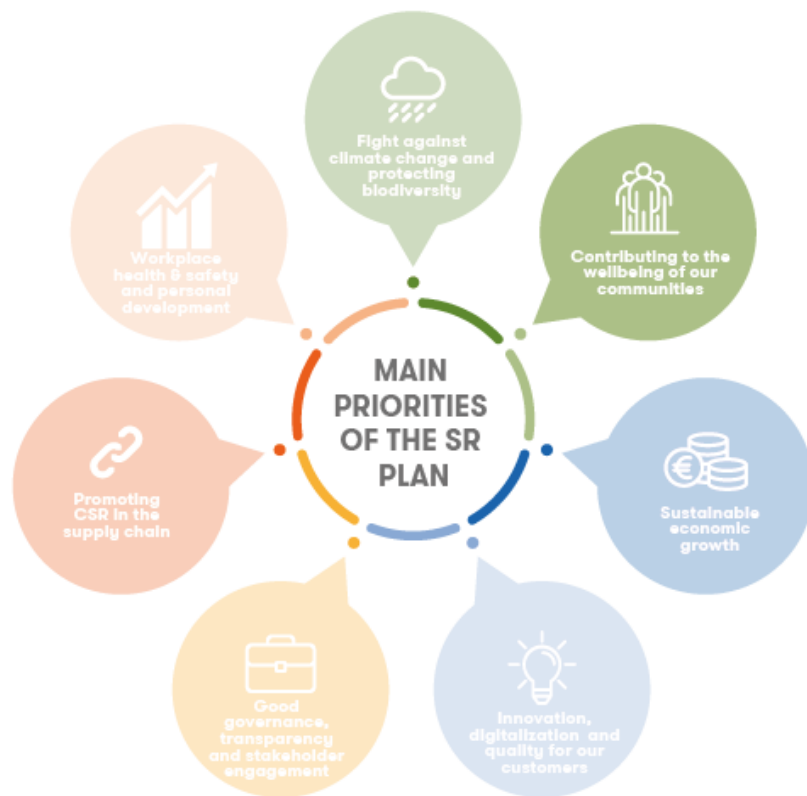 Fight against
climate change and
protecting
biodiversity
Contributing to the
wellbeing of our
communities
Sustainable
economic
growth
Innovation,
digitalization and
quality for our
customers
Good
governance,
transparency
and stakeholder
engagement
Promoting
CSR in the
supply chain
Workplace
health & safety
and personal
development
MAIN
PRIORITIES
OF THE SR
PLAN
€